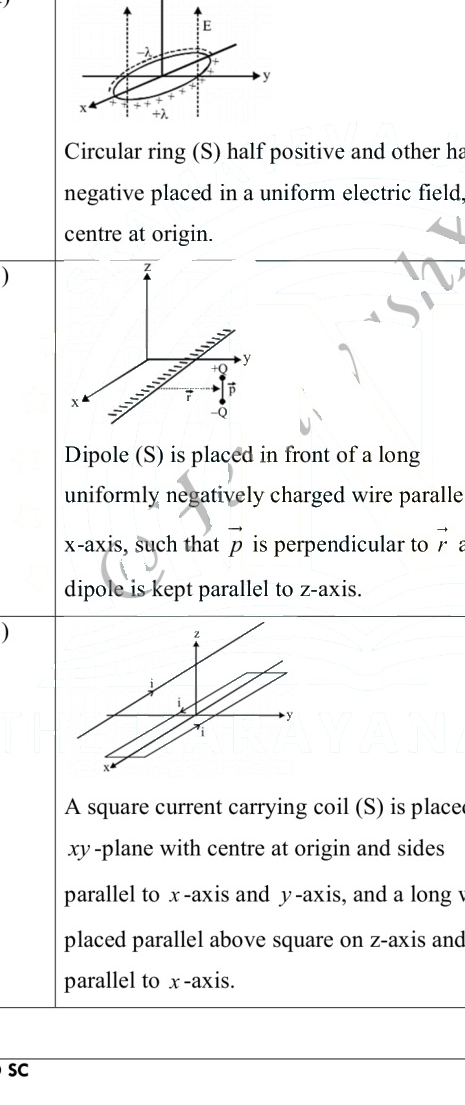 )
E
–λ
y
x
+ + + + + +
+λ
Circular ring (S) half positive and other ha
negative placed in a uniform electric field,
centre at origin.
)
z
y
+Q
p
r
–Q
x
Dipole (S) is placed in front of a long
uniformly negatively charged wire paralle
x-axis, such that p is perpendicular to r a
dipole is kept parallel to z-axis.
)
z
i
i
y
i
x
A square current carrying coil (S) is place
xy-plane with centre at origin and sides
parallel to x-axis and y-axis, and a long w
placed parallel above square on z-axis and
parallel to x-axis.
SC